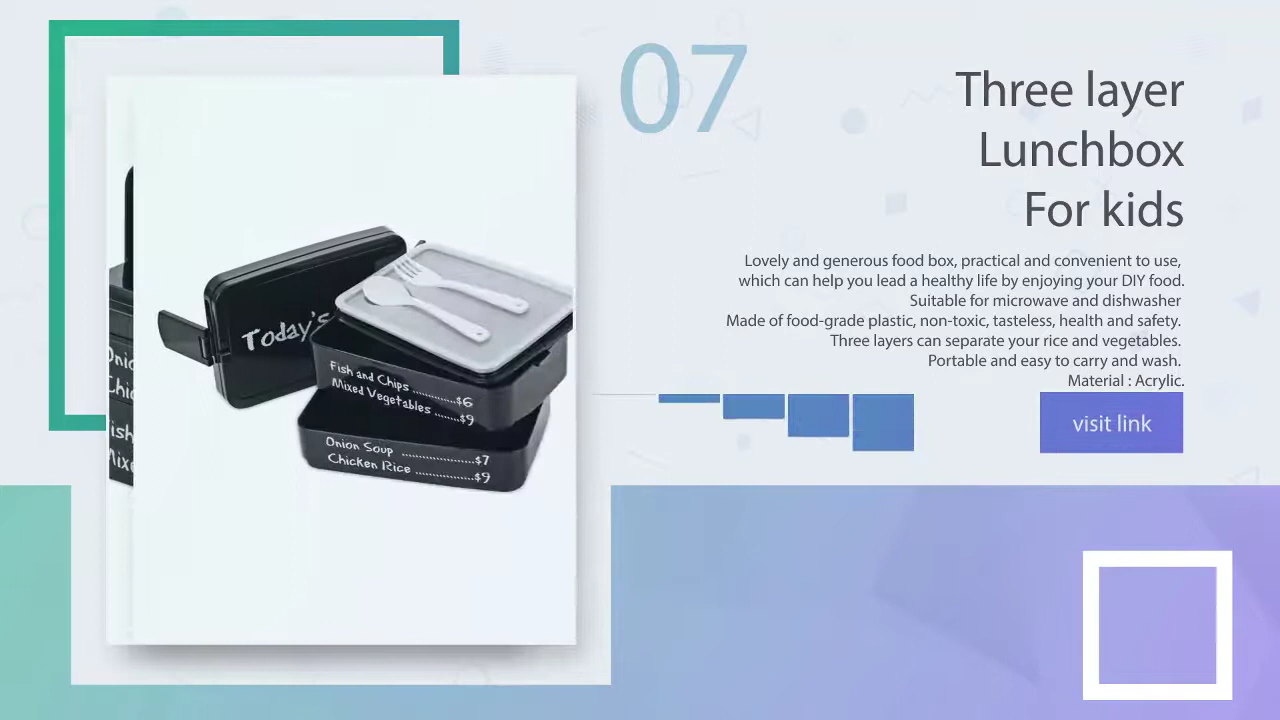 07
Three layer
Lunchbox
For kids
Lovely and generous food box, practical and convenient to use,
which can help you lead a healthy life by enjoying your DIY food.
Suitable for microwave and dishwasher
Made of food-grade plastic, non-toxic, tasteless, health and safety.
Three layers can separate your rice and vegetables.
Portable and easy to carry and wash.
Material : Acrylic.
visit link
Today's
Fish and Chips ...........$6
Mixed Vegetables .......$9
Onion Soup ....................$7
Chicken Rice ................$9